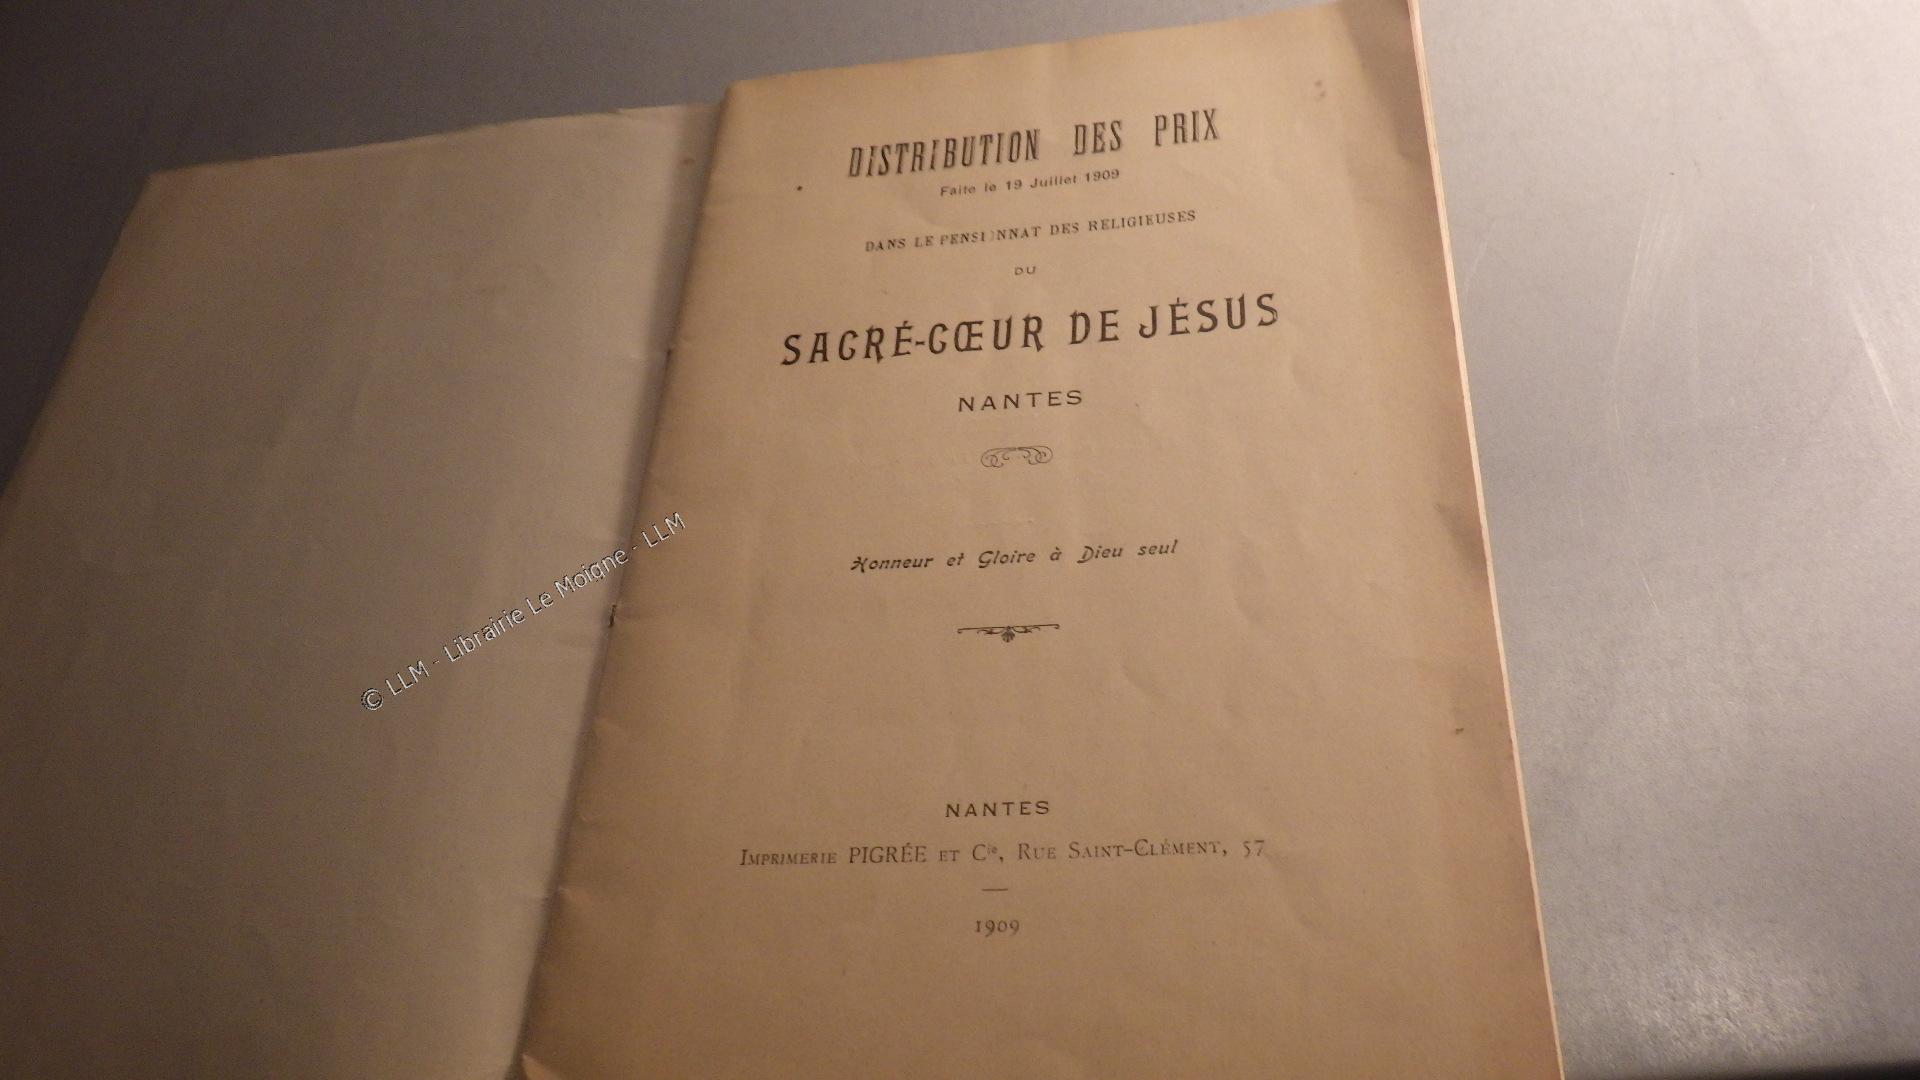 DISTRIBUTION DES PRIX
Faite le 19 Juillet 1909
DANS LE PENSIONNAT DES RELIGIEUSES
DU
SACRÉ-CŒUR DE JÉSUS
NANTES
Honneur et Gloire à Dieu seul
NANTES
IMPRIMERIE PIGRÉE ET Cie, RUE SAINT-CLÉMENT, 57
1909
© LLM - Librairie Le Moigne - LLM